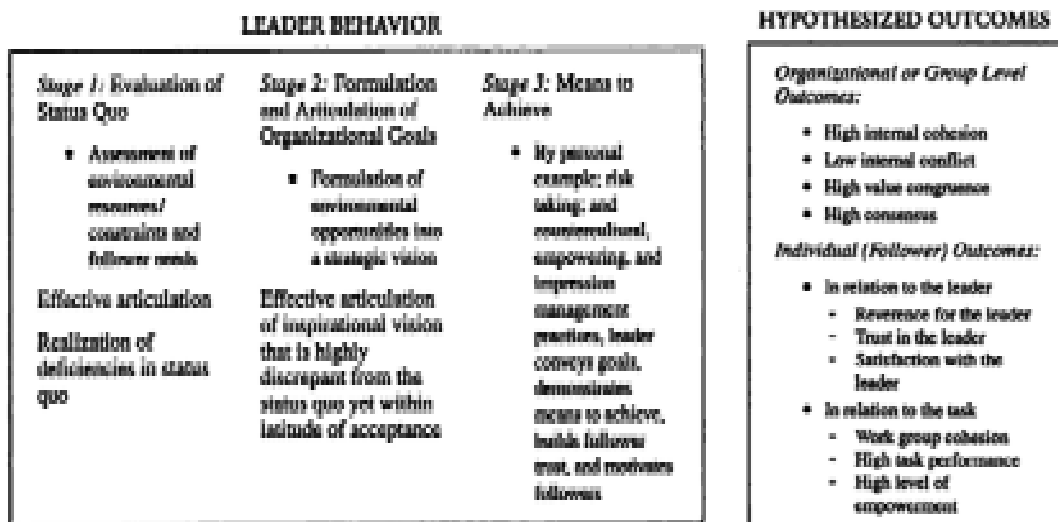 LEADER BEHAVIOR
Stage 1: Evaluation of
Status Quo
• Assessment of
environmental
resources/
constraints and
follower needs
Effective articulation
Realization of
deficiencies in status
quo
Stage 2: Formulation
and Articulation of
Organizational Goals
• Formulation of
environmental
opportunities into
a strategic vision
Effective articulation
of inspirational vision
that is highly
discrepant from the
status quo yet within
latitude of acceptance
Stage 3: Means to
Achieve
• By personal
example; risk
taking; and
countercultural,
empowering, and
impression
management
practices, leader
conveys goals,
demonstrates
means to achieve,
builds follower
trust, and motivates
followers
HYPOTHESIZED OUTCOMES
Organizational or Group Level
Outcomes:
• High internal cohesion
• Low internal conflict
• High value congruence
• High consensus
Individual (Follower) Outcomes:
• In relation to the leader
- Reverence for the leader
- Trust in the leader
- Satisfaction with the
leader
• In relation to the task
- Work group cohesion
- High task performance
- High level of
empowerment